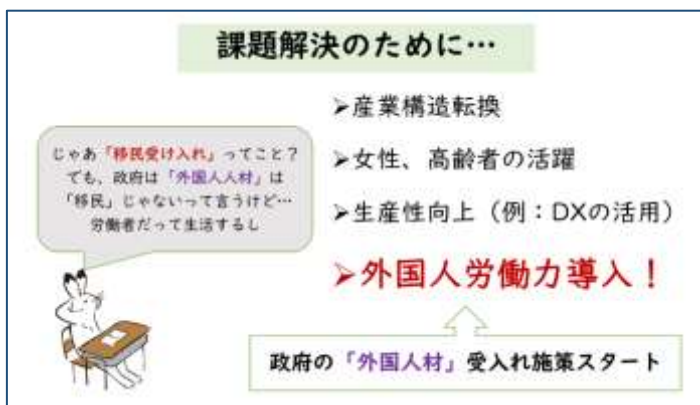 課題解決のために…
➤産業構造転換
➤女性、高齢者の活躍
➤生産性向上（例：DXの活用）
➤外国人労働力導入！
じゃあ「移民受け入れ」ってこと？
でも、政府は「外国人人材」は
「移民」じゃないって言うけど…
労働者だって生活するし
政府の「外国人材」受入れ施策スタート